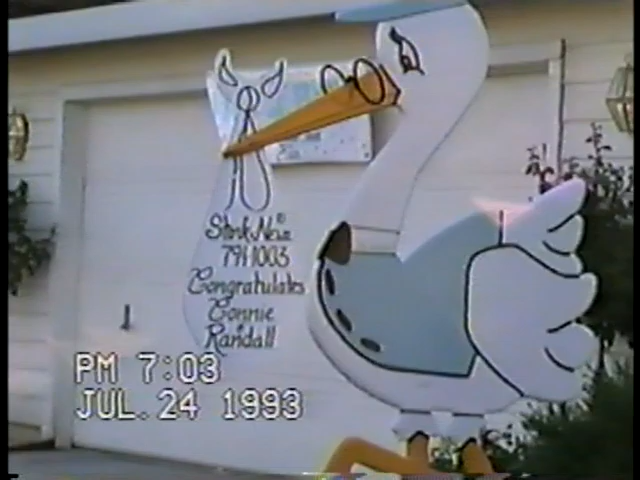 Stork News
791 1003
Congratulates
Connie
Randall
PM 7:03
JUL. 24 1993